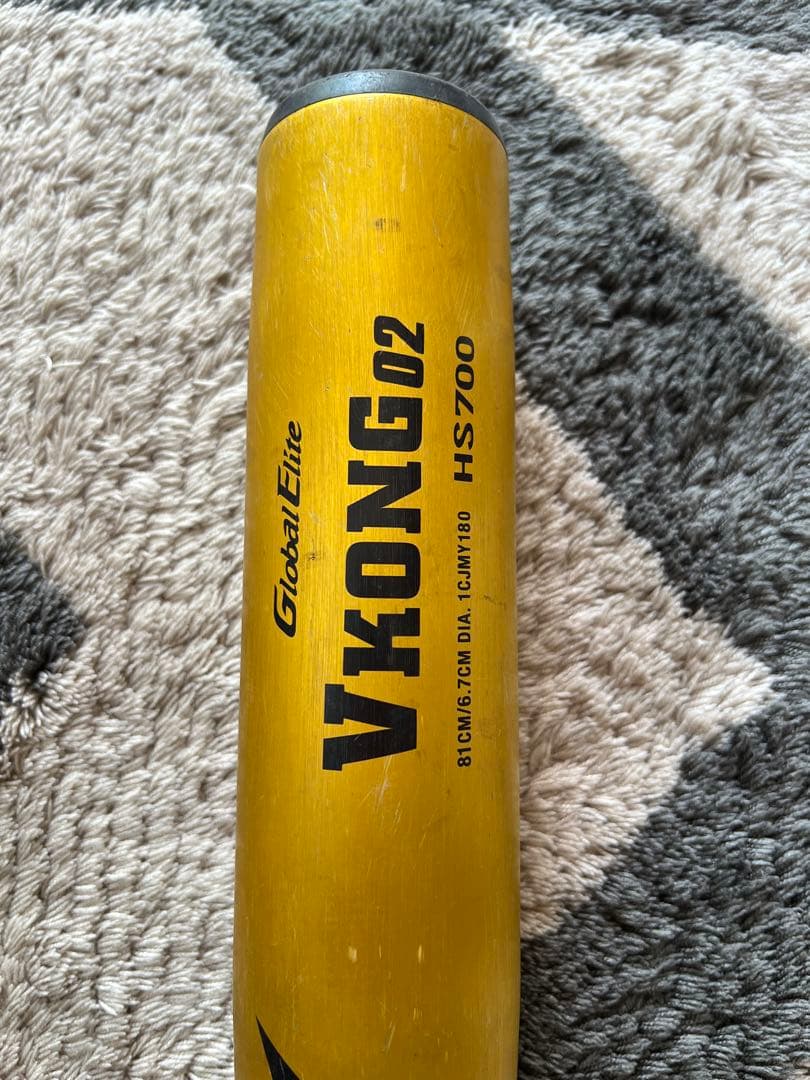 Global Elite
VKONG02
81CM/6.7CM DIA. 1CJMY180 HS700